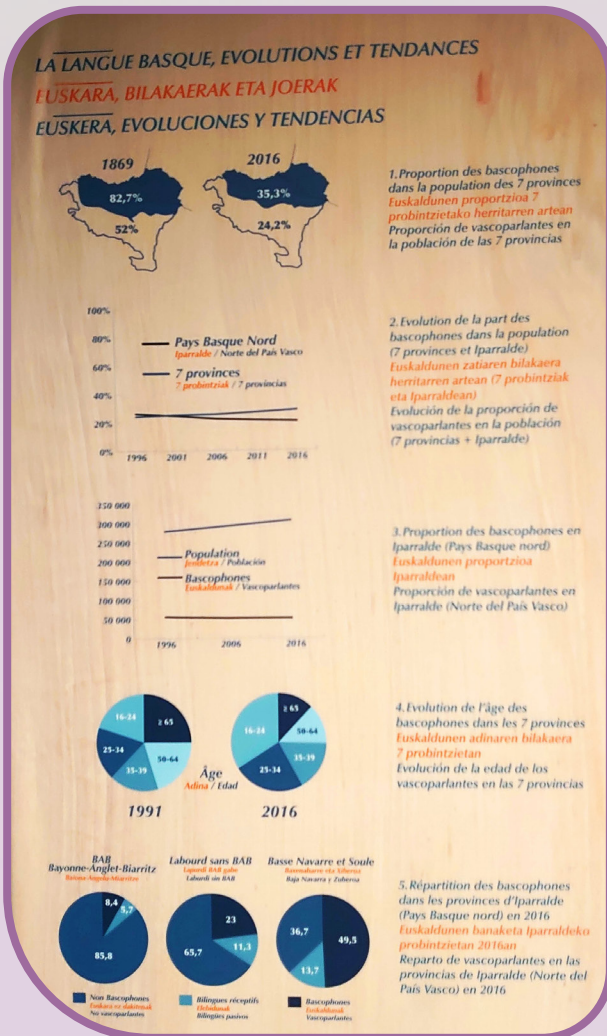 LA LANGUE BASQUE, EVOLUTIONS ET TENDANCES
EUSKARA, BILAKAERAK ETA JOERAK
EUSKERA, EVOLUCIONES Y TENDENCIAS
1869
82,7%
52%
2016
35,3%
24,2%
1.Proportion des bascophones
dans la population des 7 provinces
Euskaldunen proportzioa 7
probintzietako herritarren artean
Proporción de vascoparlantes en
la población de las 7 provincias
100%
80%
60%
40%
20%
0%
Pays Basque Nord
Iparralde / Norte del País Vasco
7 provinces
7 probintziak / 7 provincias
1996 2001 2006 2011 2016
2.Evolution de la part des
bascophones dans la population
(7 provinces et Iparralde)
Euskaldunen zatiaren bilakaera
herritarren artean (7 probintziak
eta Iparraldean)
Evolución de la proporción de
vascoparlantes en la población
(7 provincias + Iparralde)
350 000
300 000
250 000
200 000
150 000
100 000
50 000
0
Population
Jendetza / Población
Bascophones
Euskaldunak / Vascoparlantes
1996 2006 2016
3.Proportion des bascophones en
Iparralde (Pays Basque nord)
Euskaldunen proportzioa
Iparraldean
Proporción de vascoparlantes en
Iparralde (Norte del País Vasco)
16-24
≥ 65
25-34
50-64
35-39
1991
Âge
Adina / Edad
≥ 65
16-24
50-64
35-39
25-34
2016
4.Evolution de l'âge des
bascophones dans les 7 provinces
Euskaldunen adinaren bilakaera
7 probintzietan
Evolución de la edad de los
vascoparlantes en las 7 provincias
BAB
Bayonne-Anglet-Biarritz
Baiona-Angelu-Miarritze
8,4
5,7
85,8
Labourd sans BAB
Lapurdi BAB gabe
Laburdi sin BAB
23
11,3
65,7
Basse Navarre et Soule
Baxenabarre eta Xiberoa
Baja Navarra y Zuberoa
36,7
49,5
13,7
Non Bascophones
Euskara ez dakitenak
No vascoparlantes
Bilingues réceptifs
Elebidunak
Bilingües pasivos
Bascophones
Euskaldunak
Vascoparlantes
5.Répartition des bascophones
dans les provinces d'Iparralde
(Pays Basque nord) en 2016
Euskaldunen banaketa Iparraldeko
probintzietan 2016an
Reparto de vascoparlantes en las
provincias de Iparralde (Norte del
País Vasco) en 2016